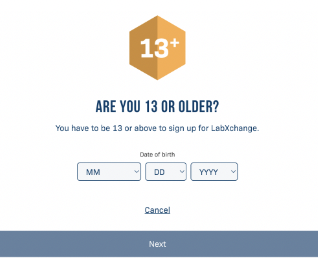 13+
ARE YOU 13 OR OLDER?
You have to be 13 or above to sign up for LabXchange.
Date of birth
MM DD YYYY
Cancel
Next